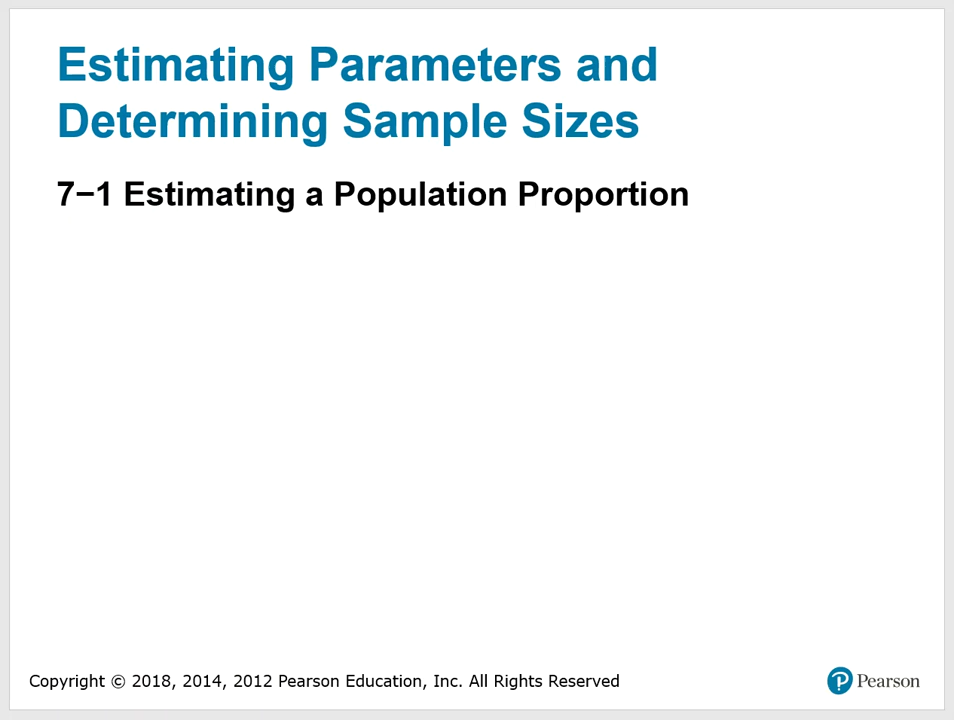 Estimating Parameters and
Determining Sample Sizes
7−1 Estimating a Population Proportion
Copyright © 2018, 2014, 2012 Pearson Education, Inc. All Rights Reserved
P Pearson